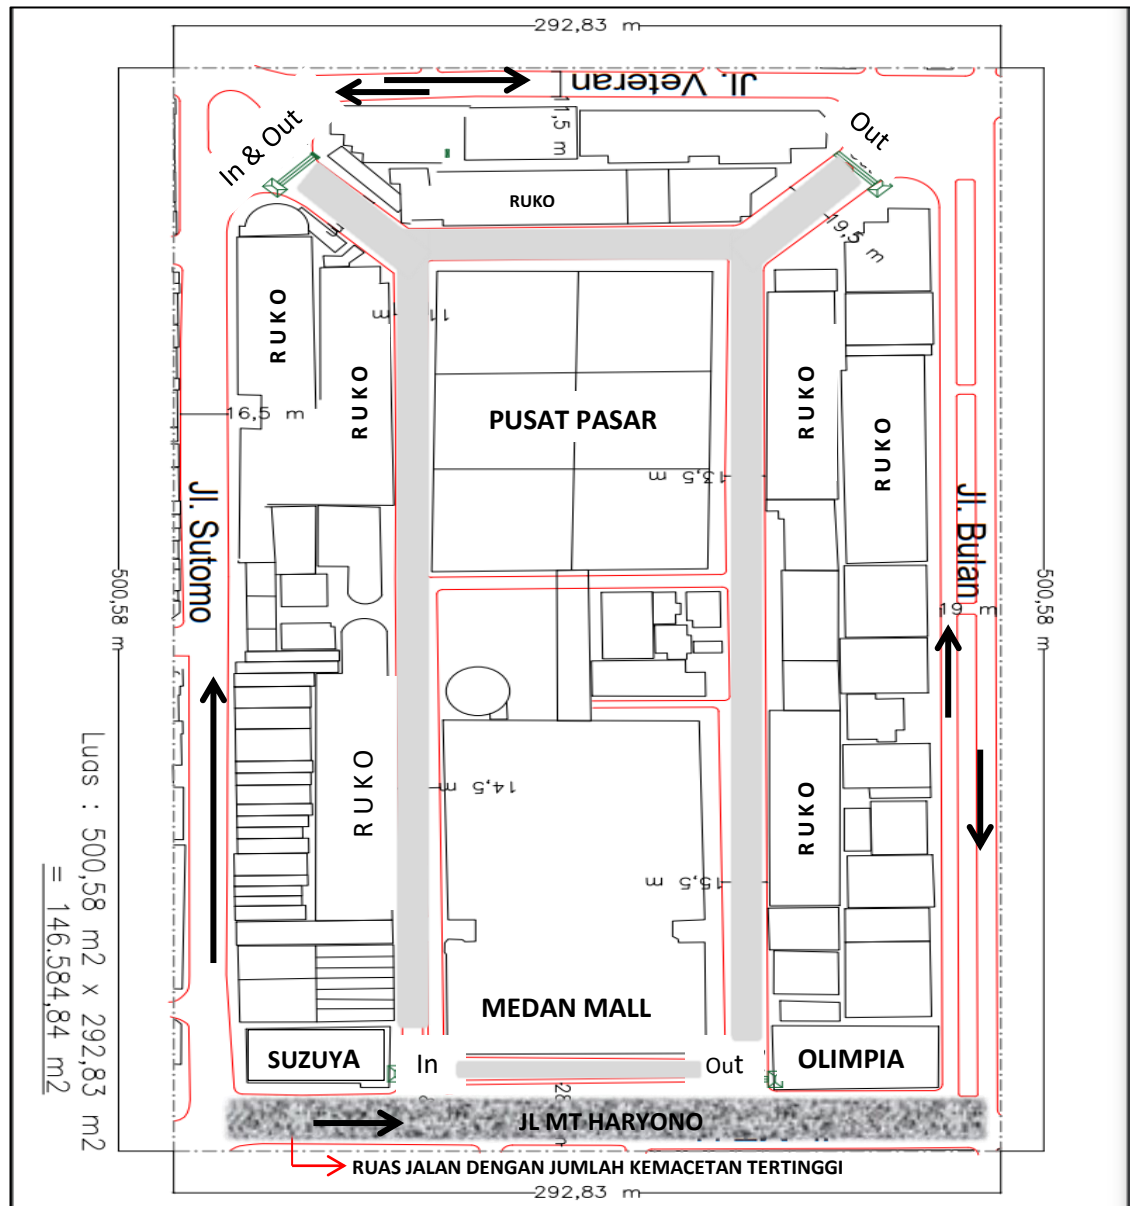 292,83 m
Jl. Veteran
11,5 m
In & Out
Out
RUKO
19,5 m
RUKO
RUKO
11 m
RUKO
RUKO
16,5 m
PUSAT PASAR
13,5 m
Jl. Sutomo
Jl. Bulan
500,58 m
500,58 m
19 m
14,5 m
RUKO
RUKO
15,5 m
Luas : 500,58 m2 x 292,83 m2
= 146.584,84 m2
MEDAN MALL
SUZUYA
In
Out
OLIMPIA
JL MT HARYONO
RUAS JALAN DENGAN JUMLAH KEMACETAN TERTINGGI
292,83 m